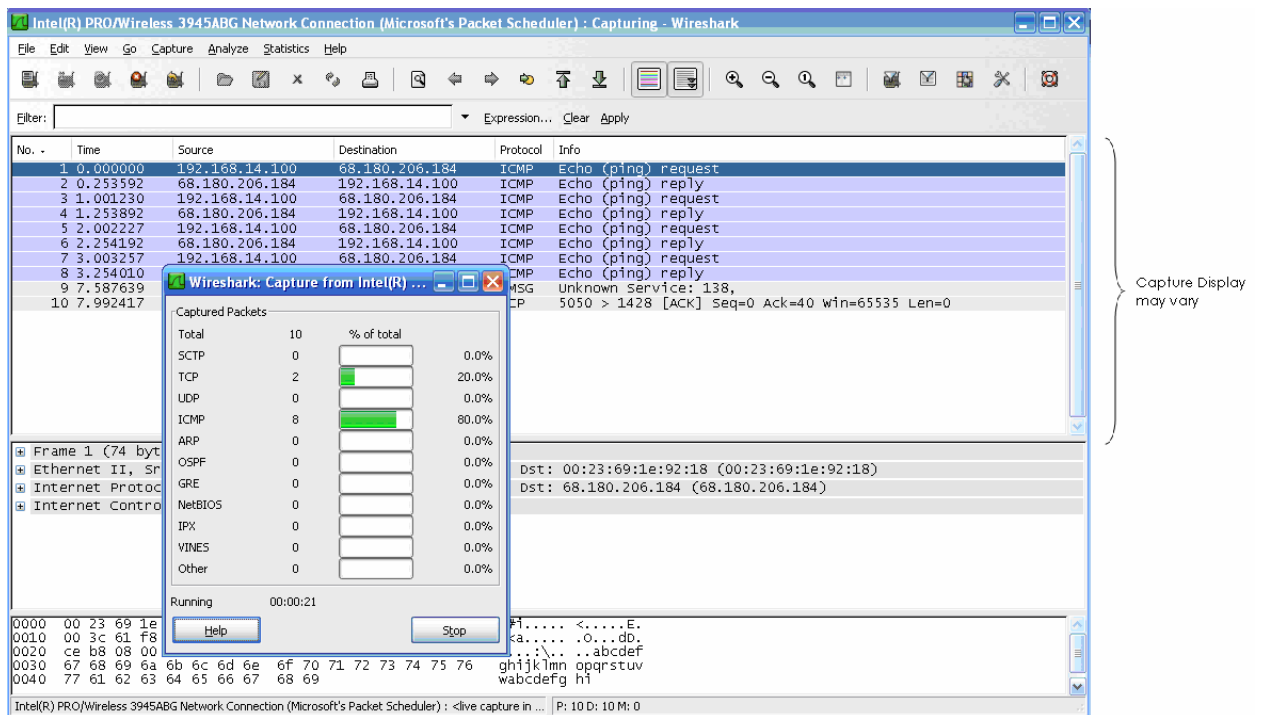 Intel(R) PRO/Wireless 3945ABG Network Connection (Microsoft's Packet Scheduler) : Capturing - Wireshark
File Edit View Go Capture Analyze Statistics Help
Filter: Expression... Clear Apply
No. Time Source Destination Protocol Info
1 0.000000 192.168.14.100 68.180.206.184 ICMP Echo (ping) request
2 0.253592 68.180.206.184 192.168.14.100 ICMP Echo (ping) reply
3 1.001230 192.168.14.100 68.180.206.184 ICMP Echo (ping) request
4 1.253892 68.180.206.184 192.168.14.100 ICMP Echo (ping) reply
5 2.002227 192.168.14.100 68.180.206.184 ICMP Echo (ping) request
6 2.254192 68.180.206.184 192.168.14.100 ICMP Echo (ping) reply
7 3.003257 192.168.14.100 68.180.206.184 ICMP Echo (ping) request
8 3.254010 CMP Echo (ping) reply
9 7.587639 MSG Unknown Service: 138,
10 7.992417 CP 5050 > 1428 [ACK] Seq=0 Ack=40 Win=65535 Len=0
Capture Display
may vary
Wireshark: Capture from Intel(R) ...
Captured Packets
Total 10 % of total
SCTP 0 0.0%
TCP 2 20.0%
UDP 0 0.0%
ICMP 8 80.0%
ARP 0 0.0%
OSPF 0 0.0%
GRE 0 0.0%
NetBIOS 0 0.0%
IPX 0 0.0%
VINES 0 0.0%
Other 0 0.0%
Running 00:00:21
Help Stop
Frame 1 (74 byt
Ethernet II, Sr Dst: 00:23:69:1e:92:18 (00:23:69:1e:92:18)
Internet Protoc Dst: 68.180.206.184 (68.180.206.184)
Internet Contro
0000 00 23 69 1e #i..... <.....E.
0010 00 3c 61 f8 <a..... .O...dD.
0020 ce b8 08 00 ...:\.. ..abcdef
0030 67 68 69 6a 6b 6c 6d 6e 6f 70 71 72 73 74 75 76 ghijklmn opqrstuv
0040 77 61 62 63 64 65 66 67 68 69 wabcdefg hi
Intel(R) PRO/Wireless 3945ABG Network Connection (Microsoft's Packet Scheduler) : <live capture in ... P: 10 D: 10 M: 0